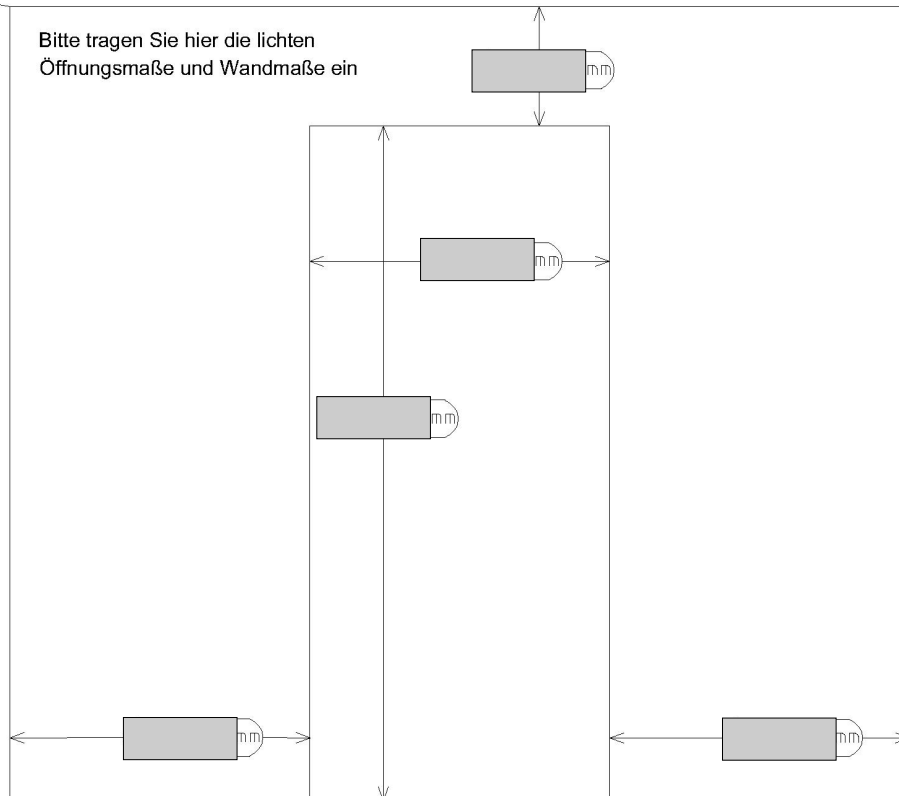 Bitte tragen Sie hier die lichten
Öffnungsmaße und Wandmaße ein
mm
mm
mm
mm
mm